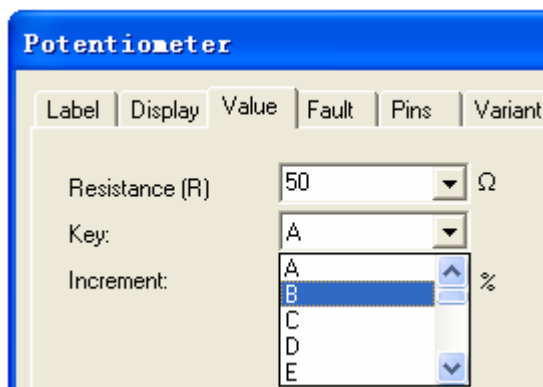 Potentiometer
Label Display Value Fault Pins Variant
Resistance (R) 50 Ω
Key: A
Increment: %
A
B
C
D
E